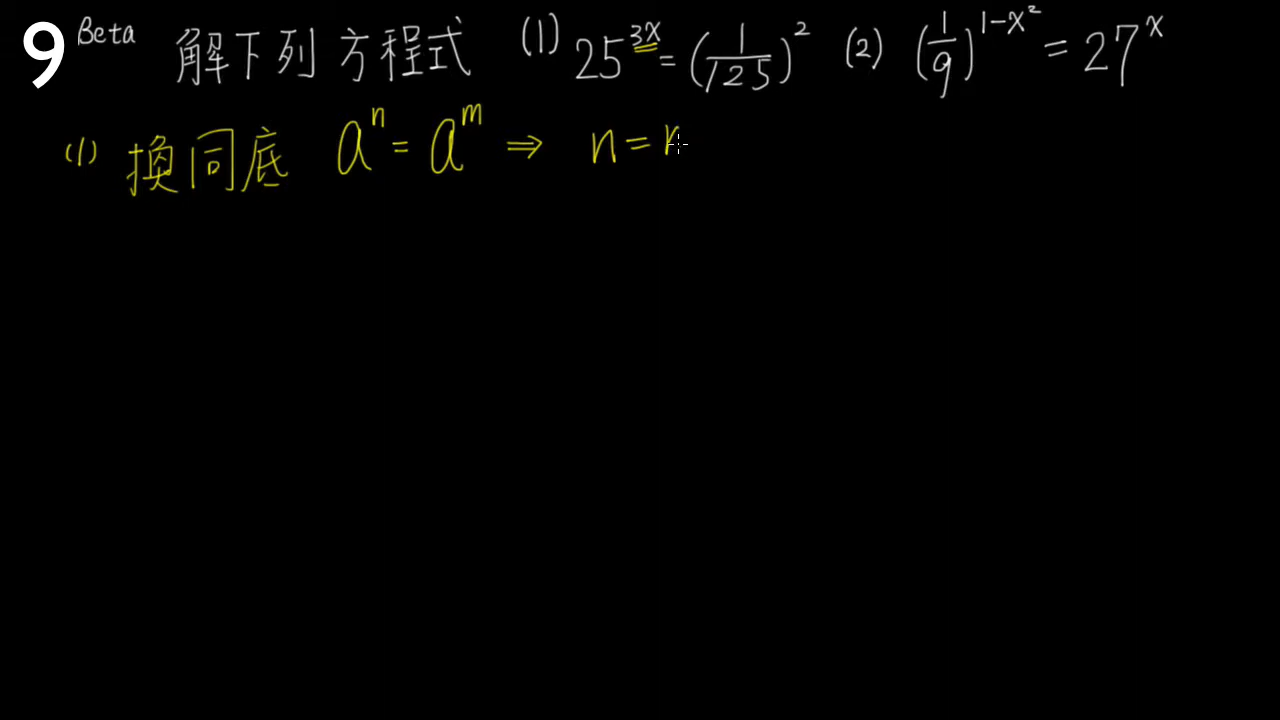 9 Beta 解下列方程式 (1) 25^{3x} = (1/125)^2 (2) (1/9)^{1-x^2} = 27^x
(1) 換同底 a^n = a^m ⇒ n =